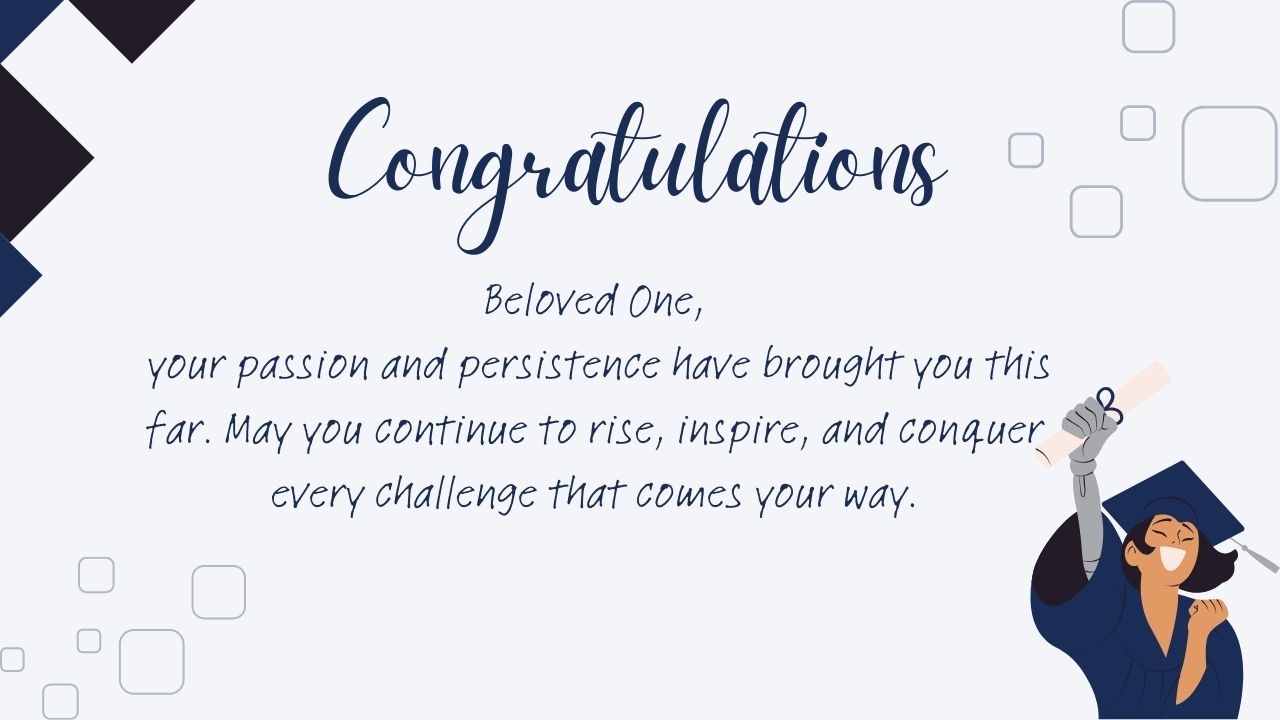 Congratulations
Beloved One,
your passion and persistence have brought you this
far. May you continue to rise, inspire, and conquer
every challenge that comes your way.